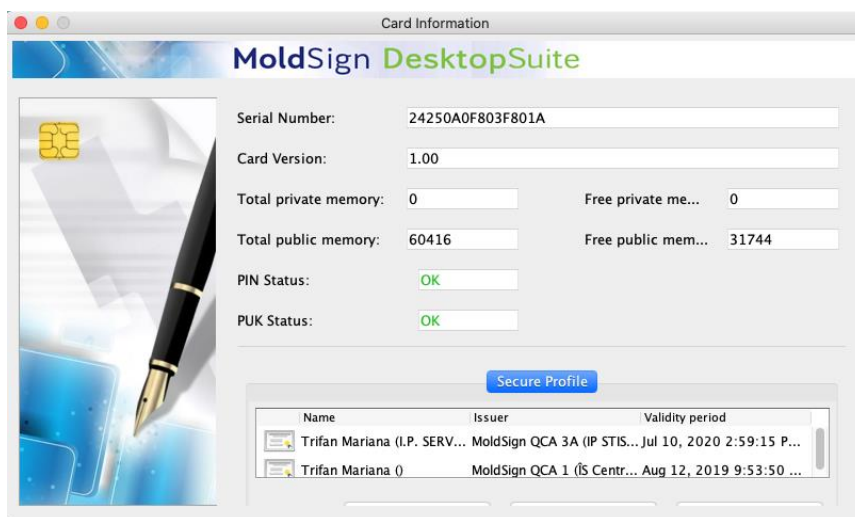 Card Information
MoldSign DesktopSuite
Serial Number: 24250A0F803F801A
Card Version: 1.00
Total private memory: 0 Free private me... 0
Total public memory: 60416 Free public mem... 31744
PIN Status: OK
PUK Status: OK
Secure Profile
Name Issuer Validity period
Trifan Mariana (I.P. SERV... MoldSign QCA 3A (IP STIS... Jul 10, 2020 2:59:15 P...
Trifan Mariana () MoldSign QCA 1 (ÎS Centr... Aug 12, 2019 9:53:50 ...